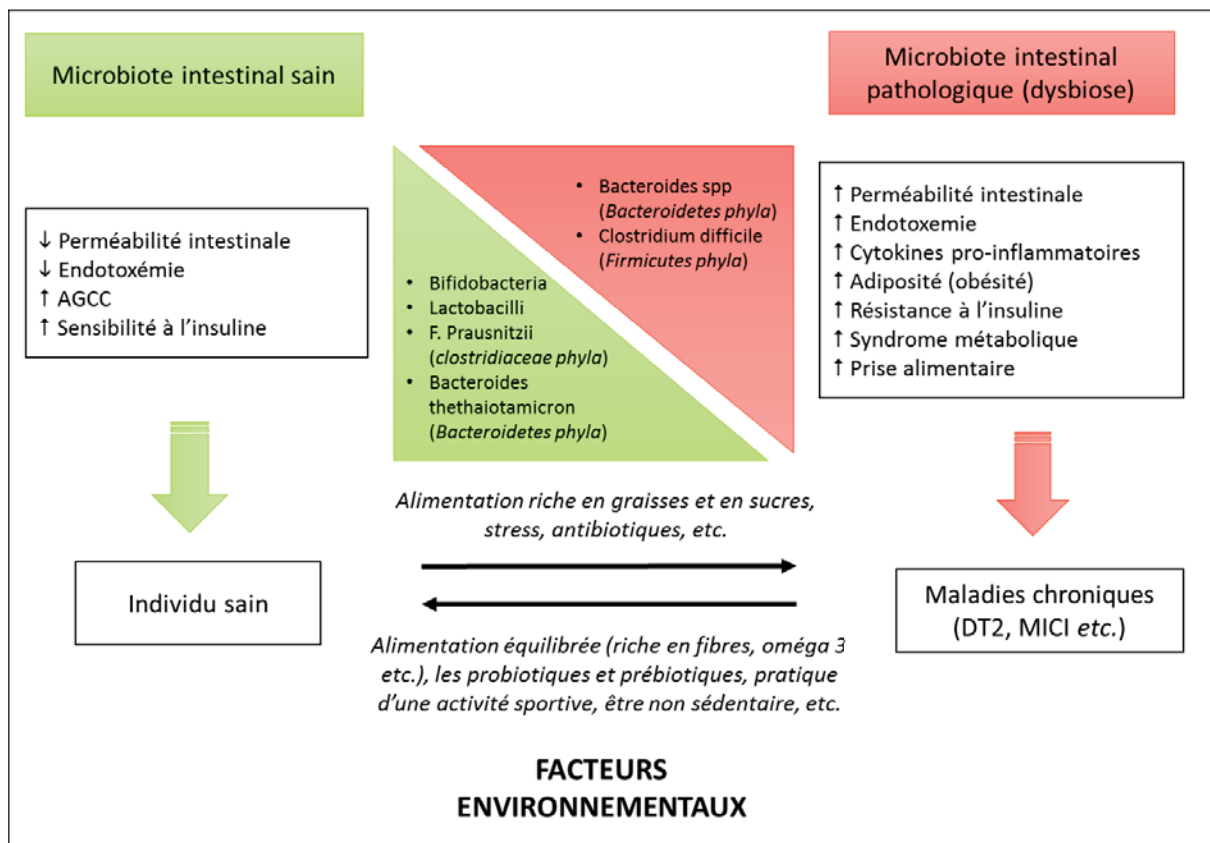 Microbiote intestinal sain
Microbiote intestinal
pathologique (dysbiose)
↓ Perméabilité intestinale
↓ Endotoxémie
↑ AGCC
↑ Sensibilité à l’insuline
• Bacteroides spp
(Bacteroidetes phyla)
• Clostridium difficile
(Firmicutes phyla)
• Bifidobacteria
• Lactobacilli
• F. Prausnitzii
(clostridiaceae phyla)
• Bacteroides
thethaiotamicron
(Bacteroidetes phyla)
↑ Perméabilité intestinale
↑ Endotoxemie
↑ Cytokines pro-inflammatoires
↑ Adiposité (obésité)
↑ Résistance à l’insuline
↑ Syndrome métabolique
↑ Prise alimentaire
Alimentation riche en graisses et en sucres,
stress, antibiotiques, etc.
Individu sain
Maladies chroniques
(DT2, MICI etc.)
Alimentation équilibrée (riche en fibres, oméga 3
etc.), les probiotiques et prébiotiques, pratique
d’une activité sportive, être non sédentaire, etc.
FACTEURS
ENVIRONNEMENTAUX